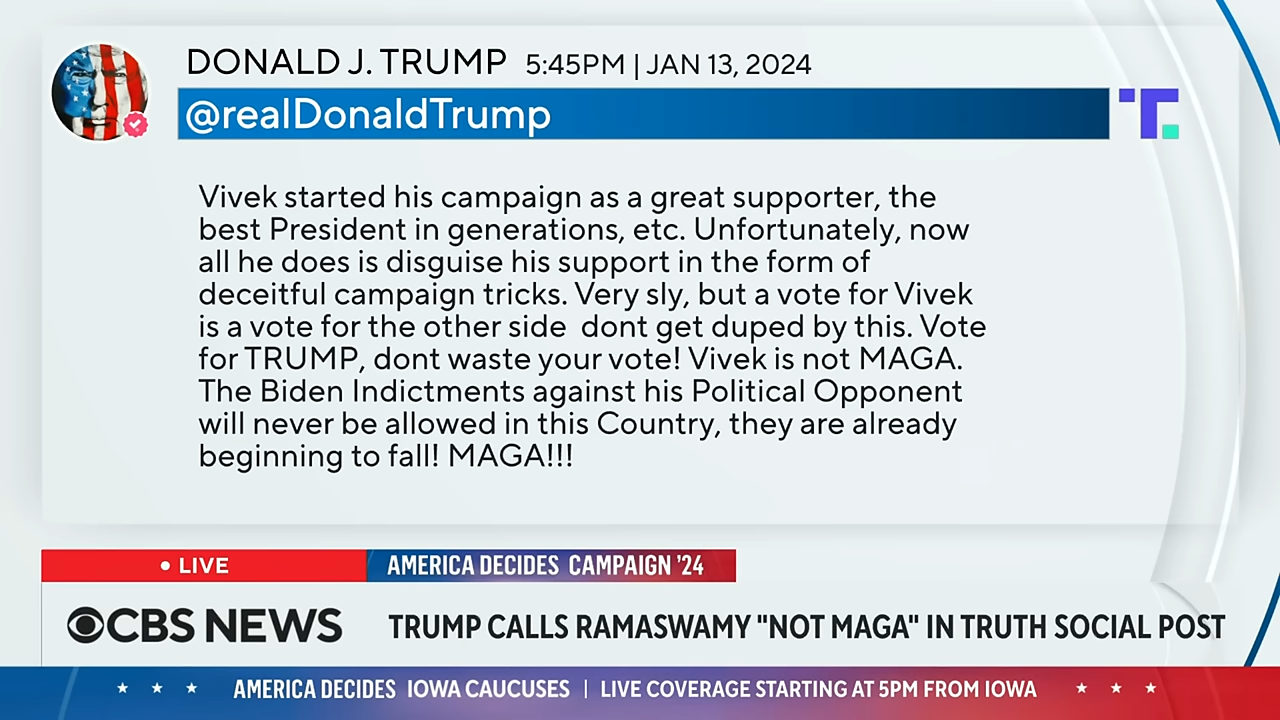 DONALD J. TRUMP 5:45PM | JAN 13, 2024
@realDonaldTrump
Vivek started his campaign as a great supporter, the
best President in generations, etc. Unfortunately, now
all he does is disguise his support in the form of
deceitful campaign tricks. Very sly, but a vote for Vivek
is a vote for the other side  dont get duped by this. Vote
for TRUMP, dont waste your vote! Vivek is not MAGA.
The Biden Indictments against his Political Opponent
will never be allowed in this Country, they are already
beginning to fall! MAGA!!!
• LIVE AMERICA DECIDES CAMPAIGN '24
CBS NEWS TRUMP CALLS RAMASWAMY "NOT MAGA" IN TRUTH SOCIAL POST
AMERICA DECIDES IOWA CAUCUSES | LIVE COVERAGE STARTING AT 5PM FROM IOWA